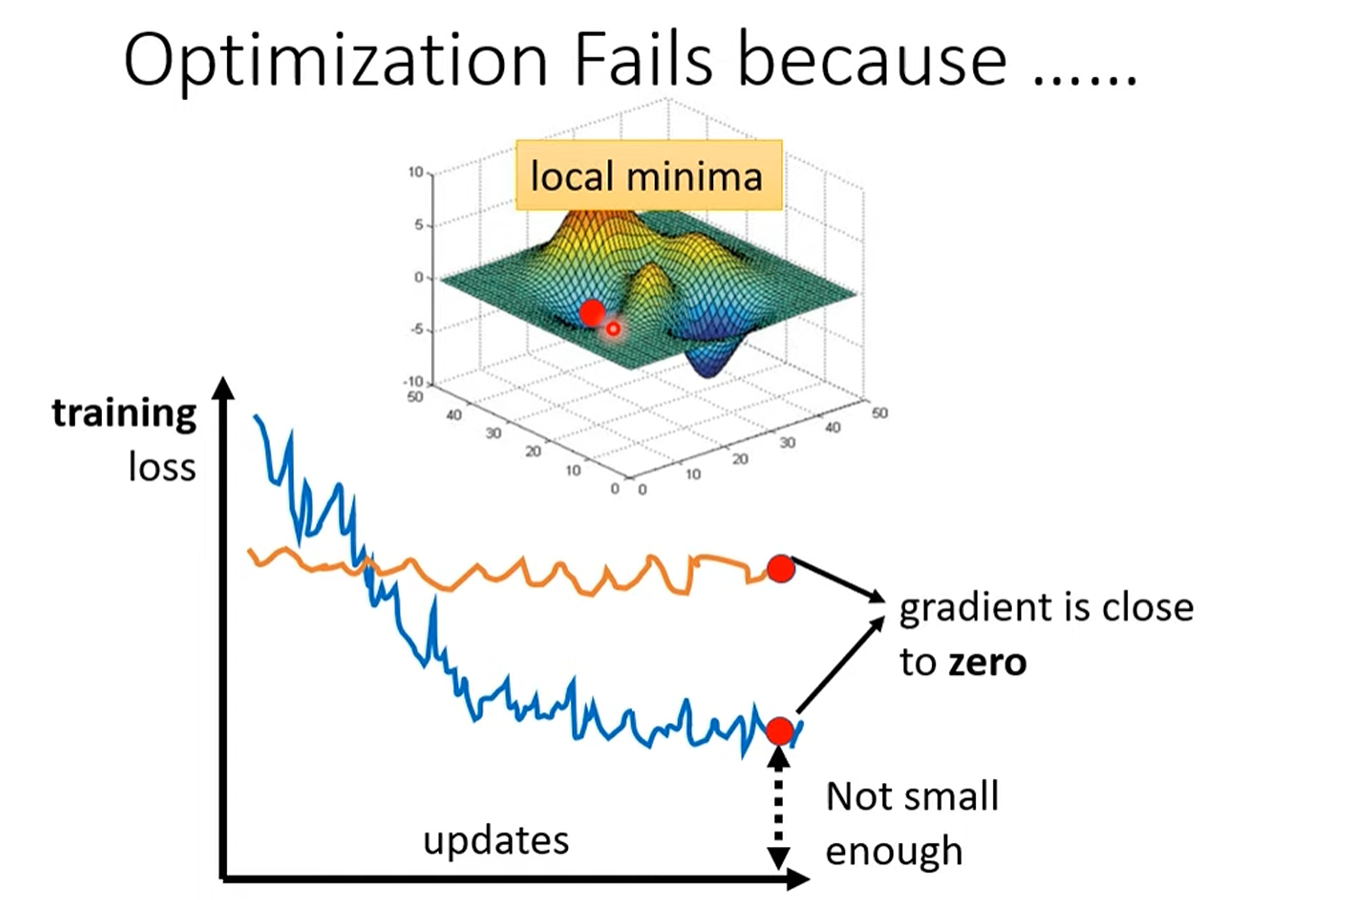 Optimization Fails because ......
local minima
10
5
0
-5
-10
50
40
30
20
10
0
0
10
20
30
40
50
training
loss
gradient is close
to zero
Not small
enough
updates